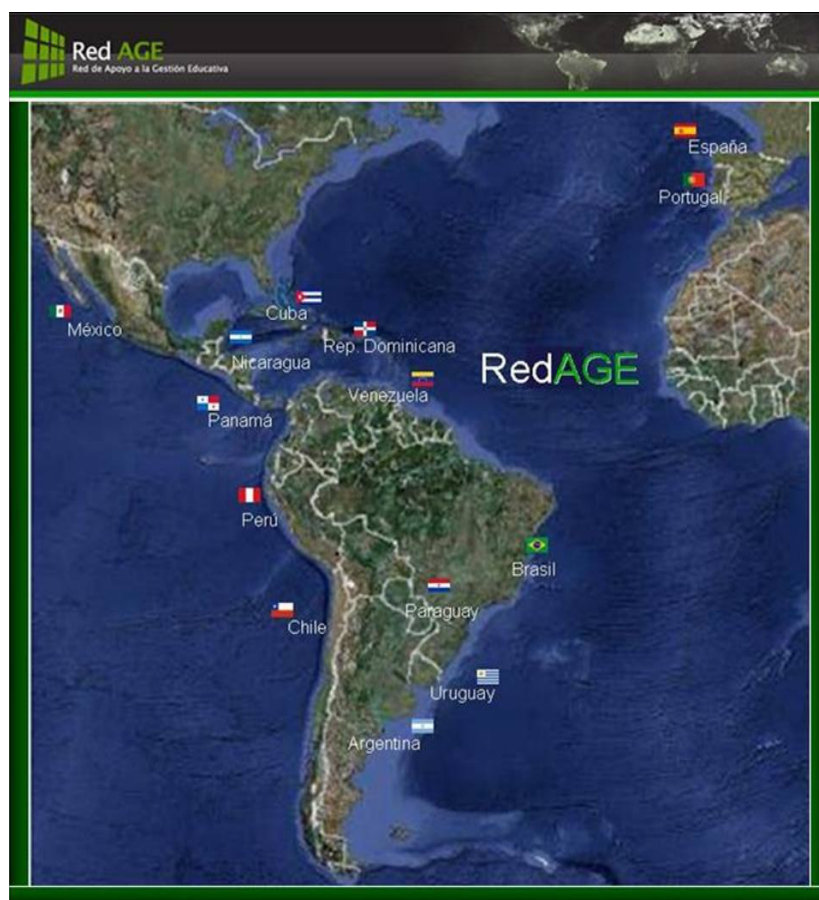 Red AGE
Red de Apoyo a la Gestión Educativa
España
Portugal
Cuba
México
Rep. Dominicana
Nicaragua
RedAGE
Venezuela
Panamá
Perú
Brasil
Paraguay
Chile
Uruguay
Argentina